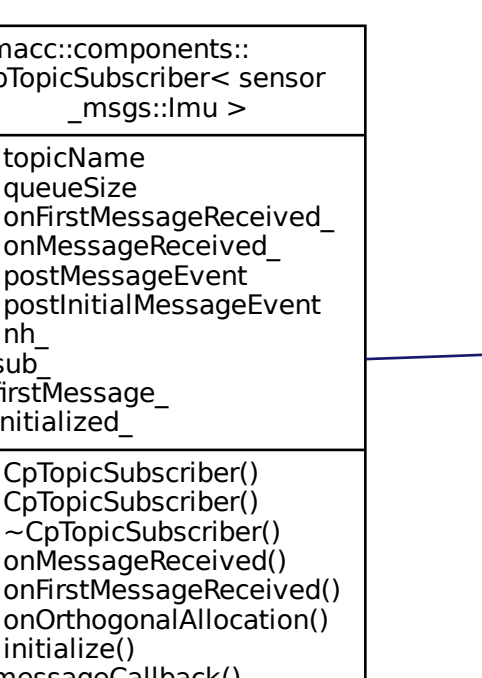 macc::components::
pTopicSubscriber< sensor
_msgs::Imu >
topicName
queueSize
onFirstMessageReceived_
onMessageReceived_
postMessageEvent
postInitialMessageEvent
nh_
sub_
firstMessage_
initialized_
CpTopicSubscriber()
CpTopicSubscriber()
~CpTopicSubscriber()
onMessageReceived()
onFirstMessageReceived()
onOrthogonalAllocation()
initialize()
messageCallback()